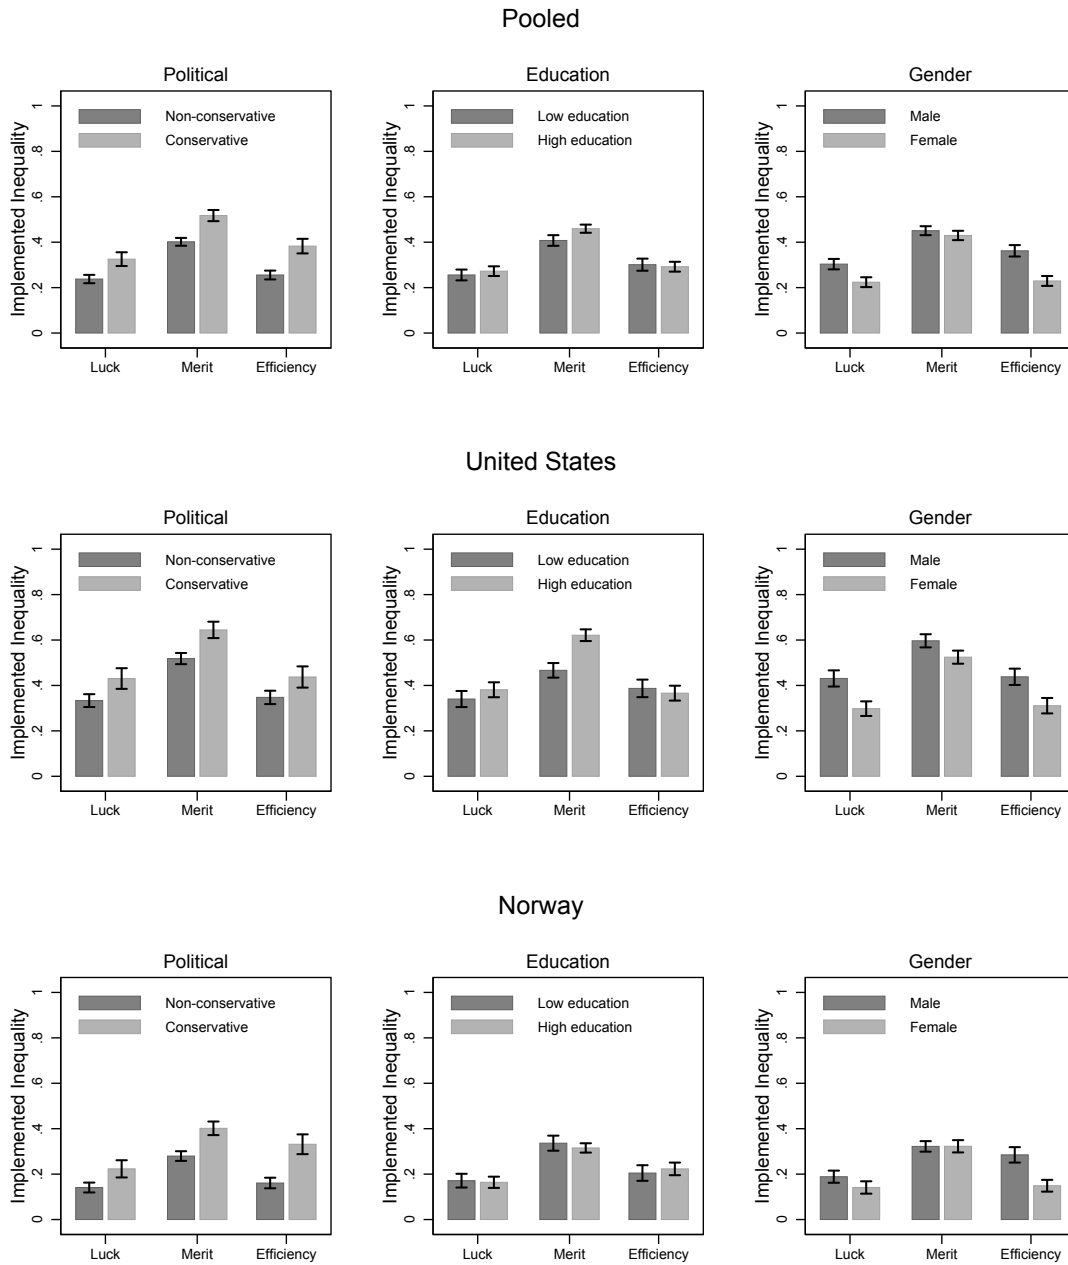 Pooled
Political
Education
Gender
Implemented Inequality
0 .2 .4 .6 .8 1
Non-conservative
Conservative
Luck Merit Efficiency
Implemented Inequality
0 .2 .4 .6 .8 1
Low education
High education
Luck Merit Efficiency
Implemented Inequality
0 .2 .4 .6 .8 1
Male
Female
Luck Merit Efficiency
United States
Political
Education
Gender
Implemented Inequality
0 .2 .4 .6 .8 1
Non-conservative
Conservative
Luck Merit Efficiency
Implemented Inequality
0 .2 .4 .6 .8 1
Low education
High education
Luck Merit Efficiency
Implemented Inequality
0 .2 .4 .6 .8 1
Male
Female
Luck Merit Efficiency
Norway
Political
Education
Gender
Implemented Inequality
0 .2 .4 .6 .8 1
Non-conservative
Conservative
Luck Merit Efficiency
Implemented Inequality
0 .2 .4 .6 .8 1
Low education
High education
Luck Merit Efficiency
Implemented Inequality
0 .2 .4 .6 .8 1
Male
Female
Luck Merit Efficiency